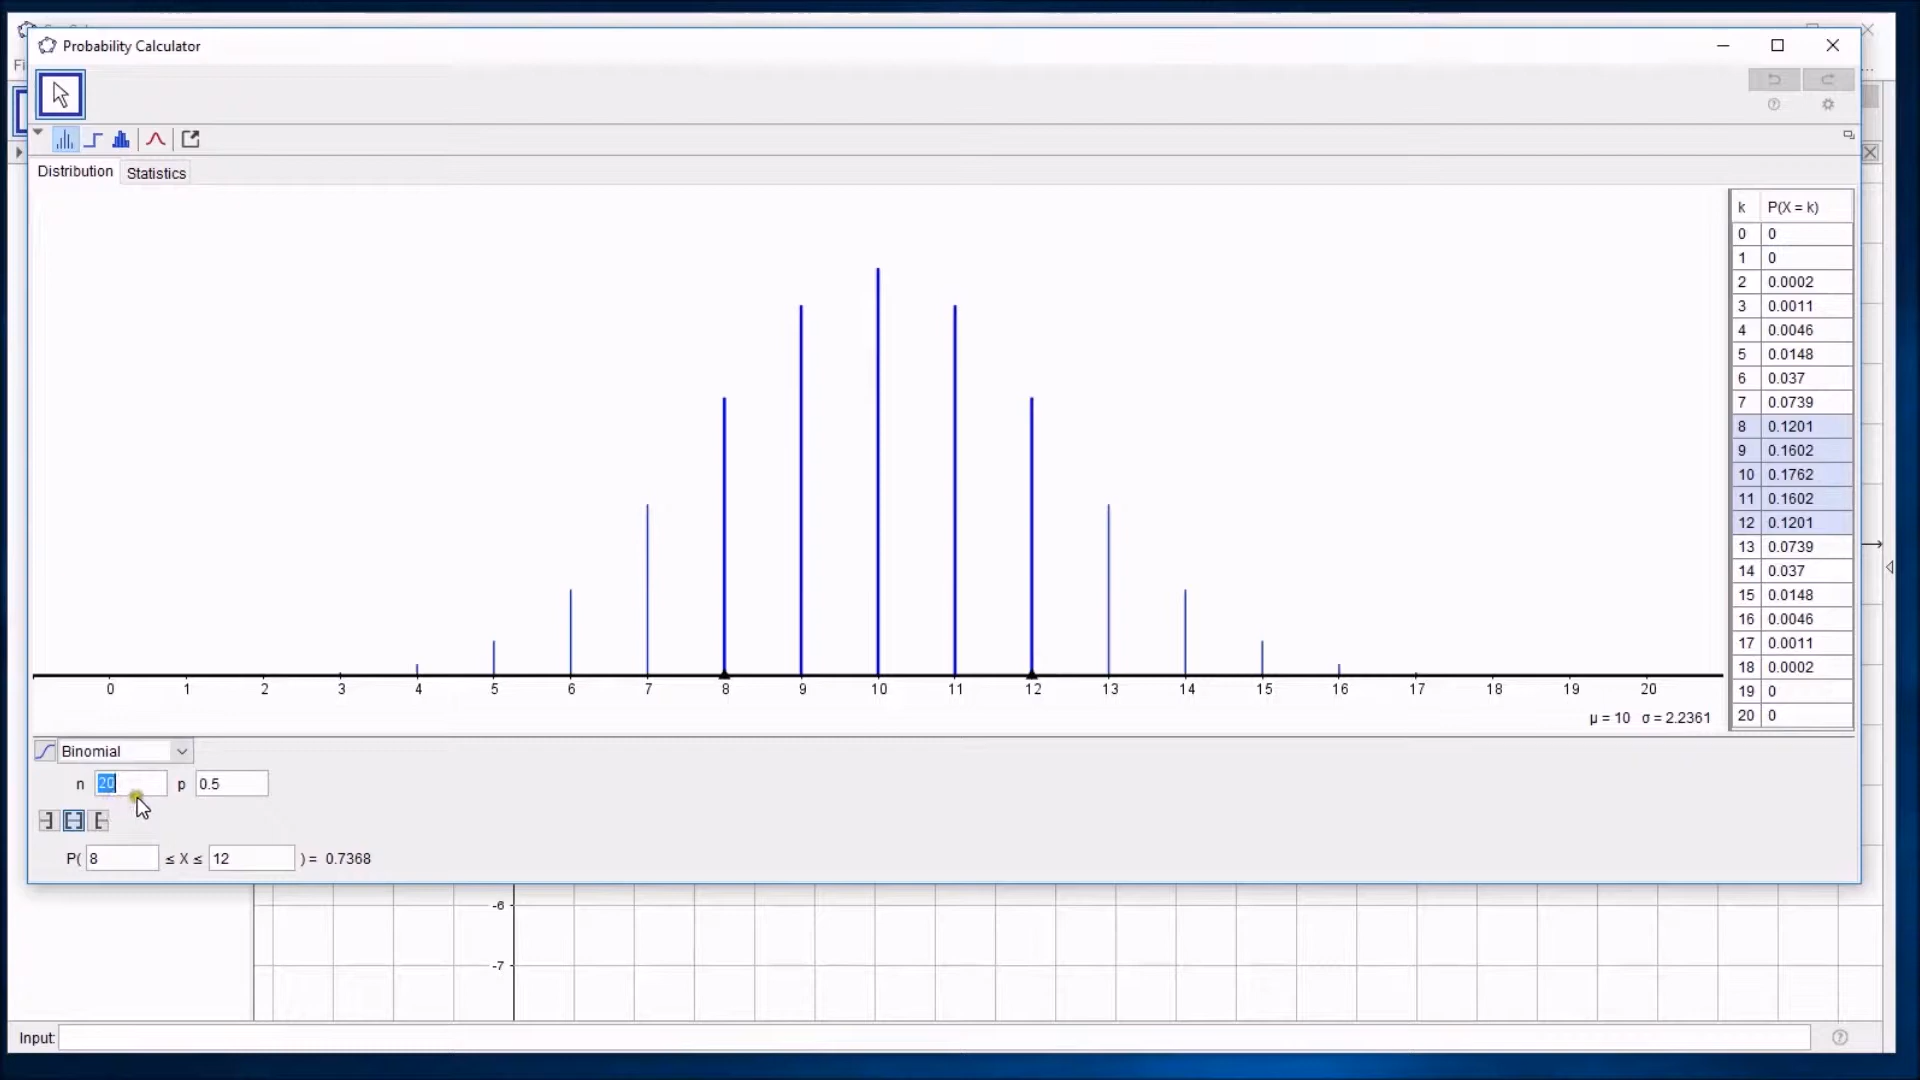 Probability Calculator
Fi
Distribution Statistics
k P(X = k)
0 0
1 0
2 0.0002
3 0.0011
4 0.0046
5 0.0148
6 0.037
7 0.0739
8 0.1201
9 0.1602
10 0.1762
11 0.1602
12 0.1201
13 0.0739
14 0.037
15 0.0148
16 0.0046
17 0.0011
18 0.0002
19 0
20 0
0 1 2 3 4 5 6 7 8 9 10 11 12 13 14 15 16 17 18 19 20
μ = 10 σ = 2.2361
Binomial
n 20 p 0.5
P( 8 ≤ X ≤ 12 ) = 0.7368
-6
-7
Input: